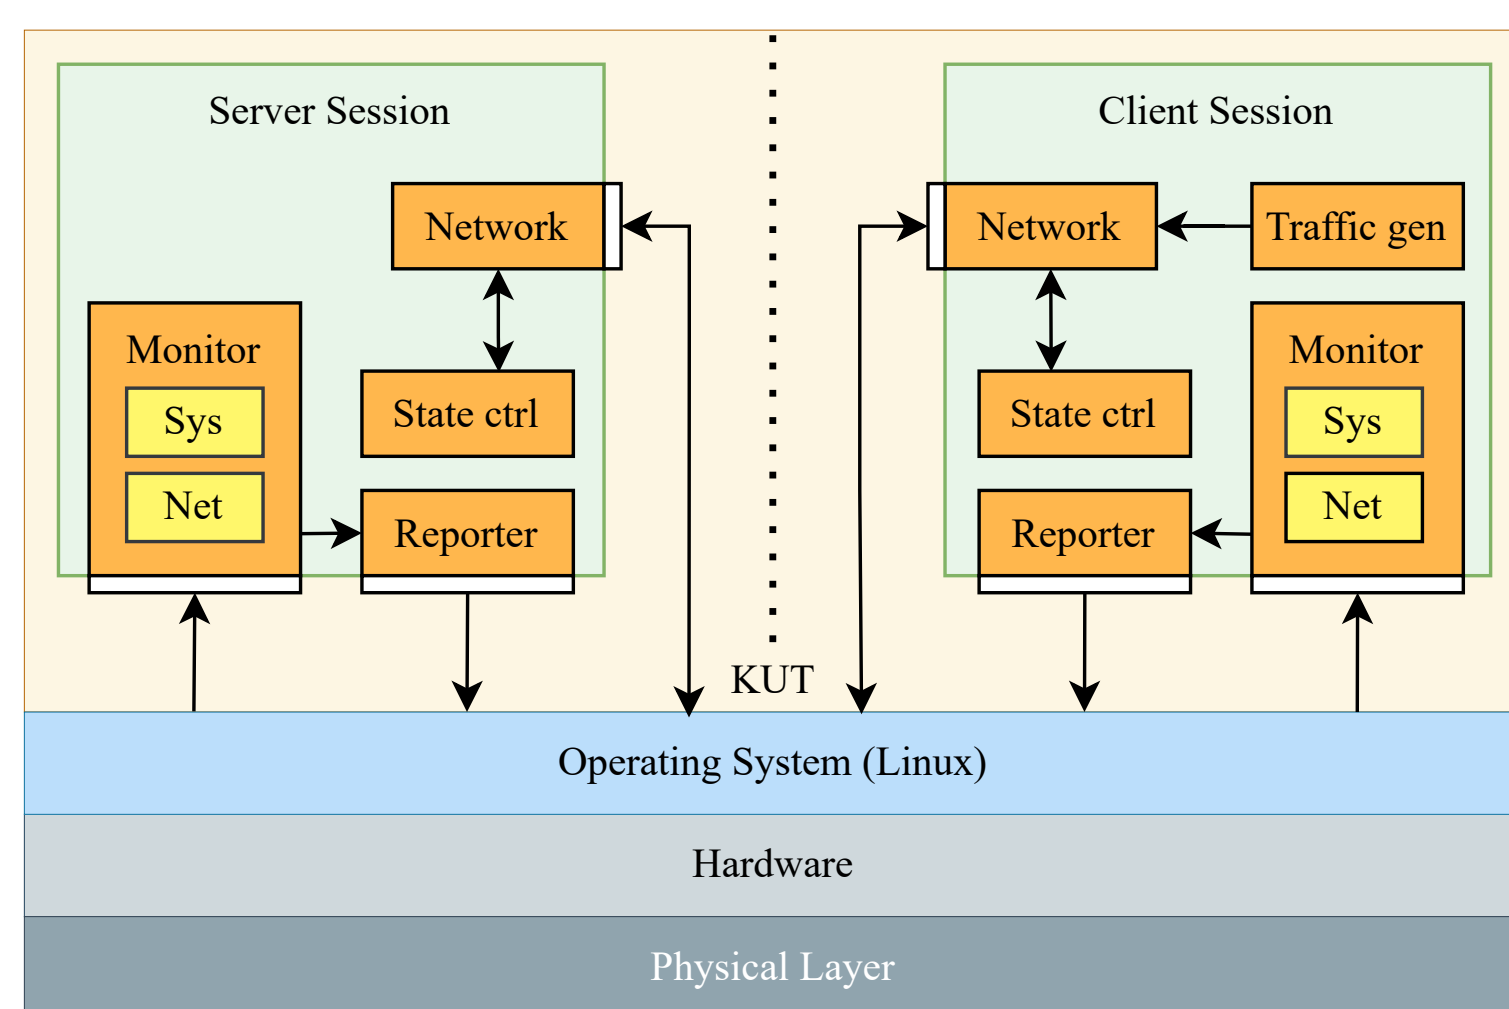 Server Session
Network
Monitor
Sys
Net
State ctrl
Reporter
Client Session
Network
Traffic gen
State ctrl
Monitor
Sys
Net
Reporter
KUT
Operating System (Linux)
Hardware
Physical Layer